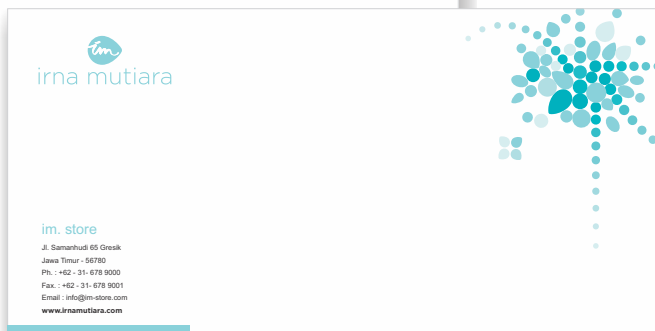 im
irna mutiara
im. store
Jl. Samanhudi 65 Gresik
Jawa Timur - 56780
Ph. : +62 - 31- 678 9000
Fax. : +62 - 31- 678 9001
Email : info@im-store.com
www.irnamutiara.com